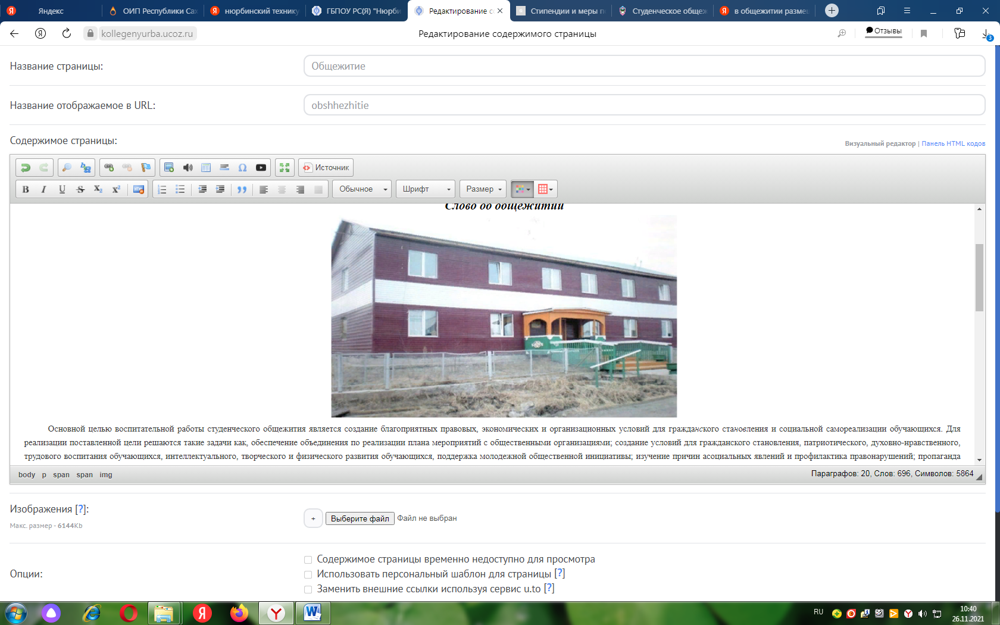 Яндекс
ОИП Республики Сах
нюрбинский технику
ГБПОУ РС(Я) "Нюрби
Редактирование со
Стипендии и меры п
Студенческое общеж
в общежитии размещ
kollegenyurba.ucoz.ru
Редактирование содержимого страницы
Отзывы
3
Название страницы:
Общежитие
Название отображаемое в URL:
obshhezhitie
Содержимое страницы:
Визуальный редактор | Панель HTML кодов
Источник
Обычное
Шрифт
Размер
Слово об общежитии
Основной целью воспитательной работы студенческого общежития является создание благоприятных правовых, экономических и организационных условий для гражданского становления и социальной самореализации обучающихся. Для
реализации поставленной цели решаются такие задачи как, обеспечение объединения по реализации плана мероприятий с общественными организациями; создание условий для гражданского становления, патриотического, духовно-нравственного,
трудового воспитания обучающихся, интеллектуального, творческого и физического развития обучающихся, поддержка молодежной общественной инициативы; изучение причин асоциальных явлений и профилактика правонарушений; пропаганда
body p span span img
Параграфов: 20, Слов: 696, Символов: 5864
Изображения [?]:
Макс. размер - 6144Kb
+
Выберите файл
Файл не выбран
Опции:
Содержимое страницы временно недоступно для просмотра
Использовать персональный шаблон для страницы [?]
Заменить внешние ссылки используя сервис u.to [?]
RU
10:40
26.11.2021